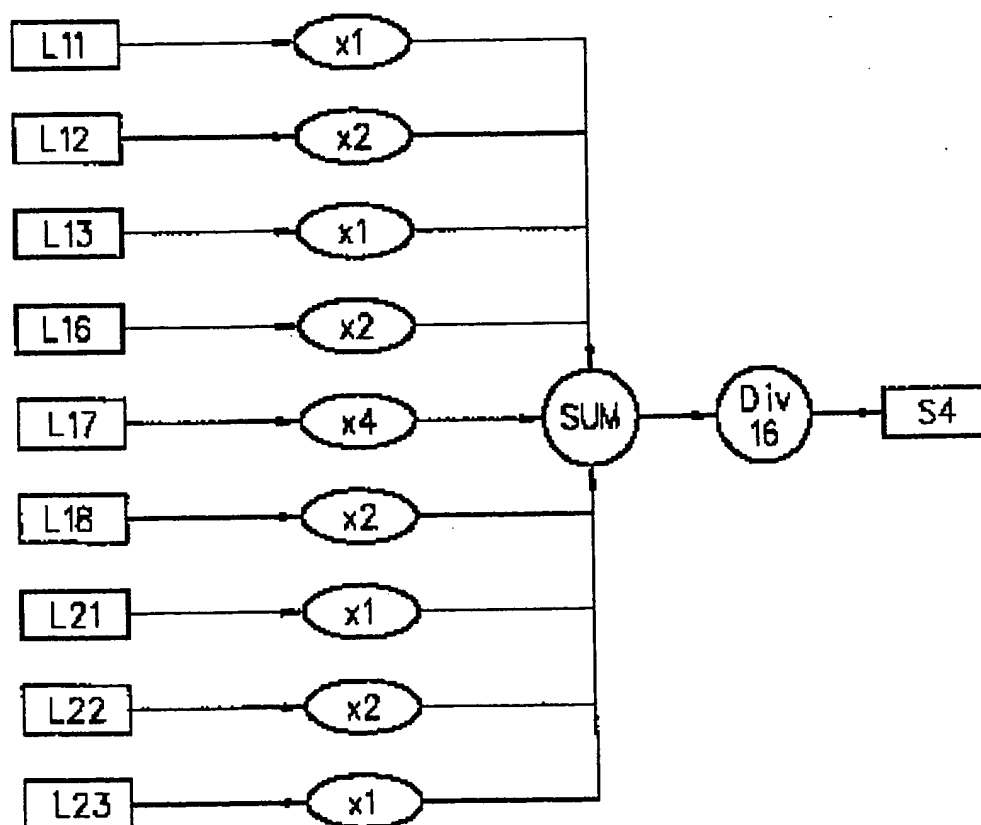 L11 x1
L12 x2
L13 x1
L16 x2
L17 x4 SUM Div 16 S4
L18 x2
L21 x1
L22 x2
L23 x1